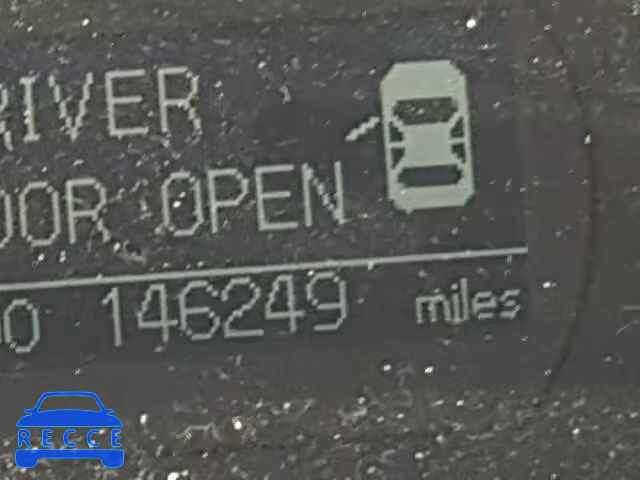 RIVER
OOR OPEN
146249 miles
RECCE